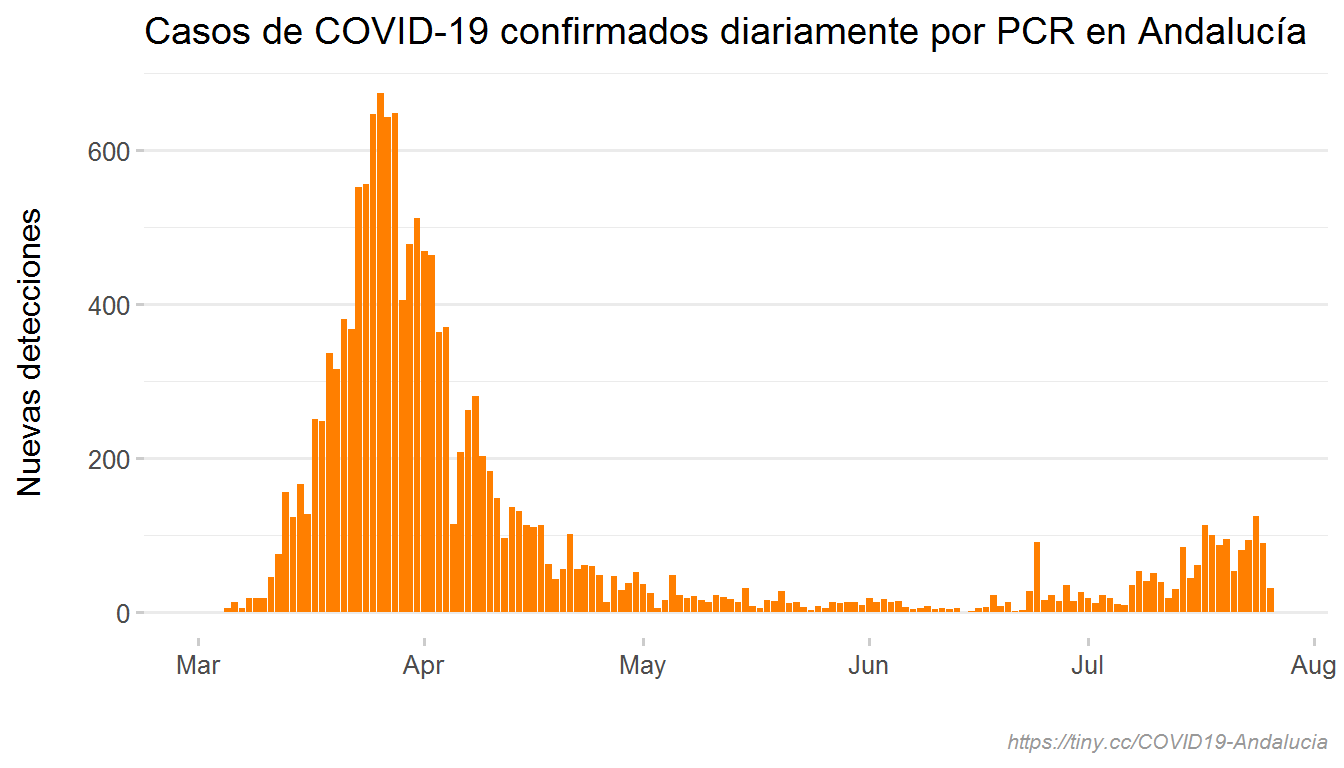 Casos de COVID-19 confirmados diariamente por PCR en Andalucía
Nuevas detecciones
600
400
200
0
Mar Apr May Jun Jul Aug
https://tiny.cc/COVID19-Andalucia